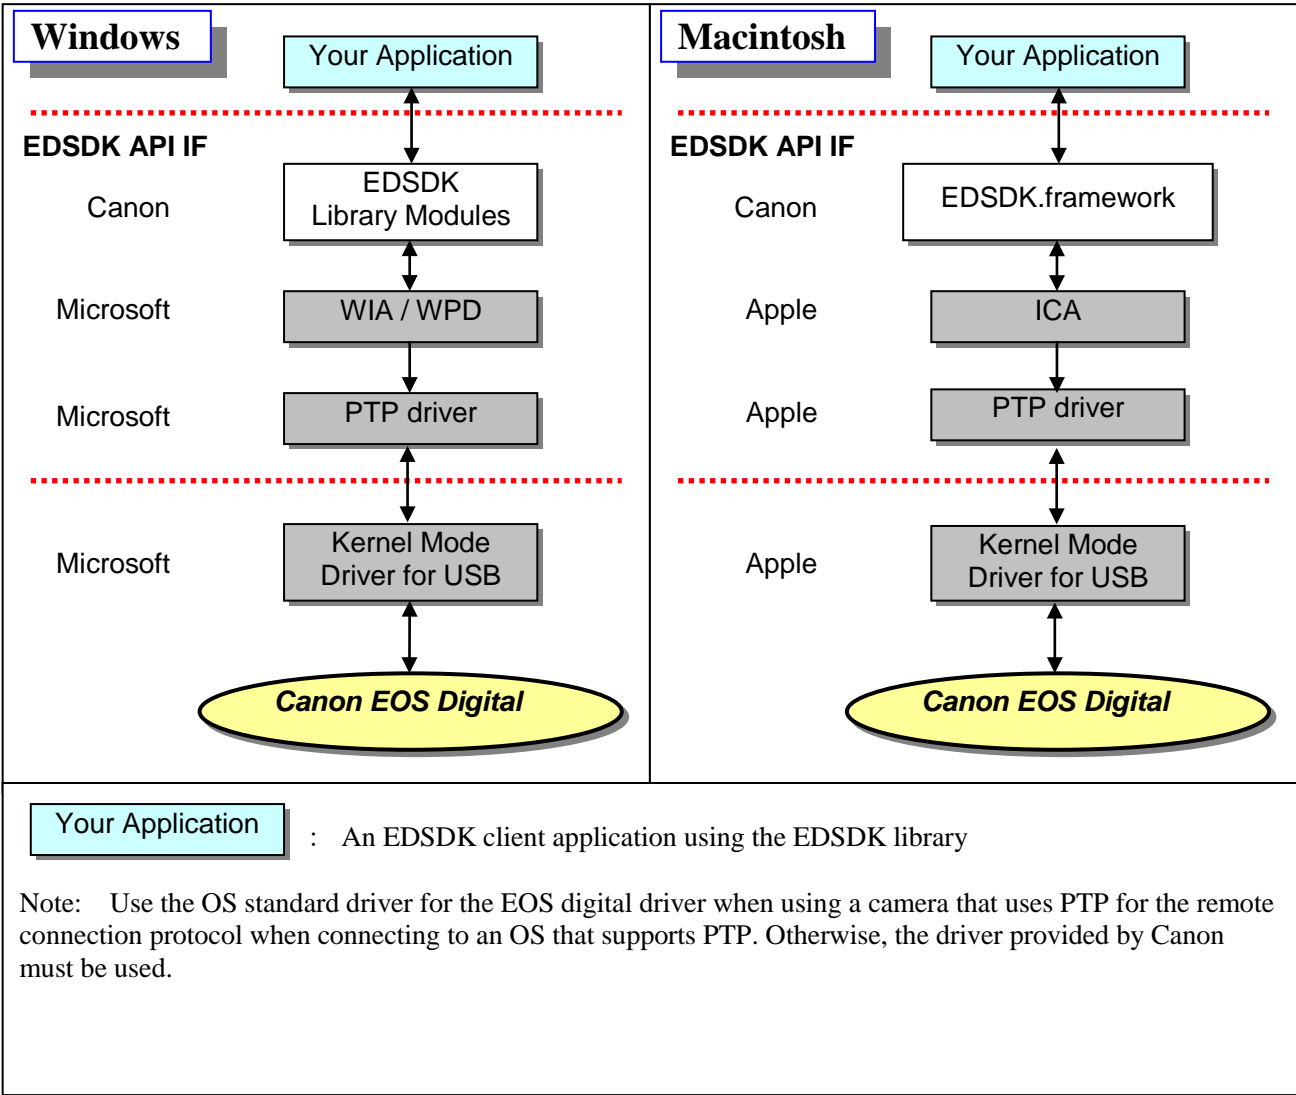 Windows
Your Application
EDSDK API IF
Canon
EDSDK
Library Modules
Microsoft
WIA / WPD
Microsoft
PTP driver
Microsoft
Kernel Mode
Driver for USB
Canon EOS Digital
Macintosh
Your Application
EDSDK API IF
Canon
EDSDK.framework
Apple
ICA
Apple
PTP driver
Apple
Kernel Mode
Driver for USB
Canon EOS Digital
Your Application : An EDSDK client application using the EDSDK library
Note: Use the OS standard driver for the EOS digital driver when using a camera that uses PTP for the remote
connection protocol when connecting to an OS that supports PTP. Otherwise, the driver provided by Canon
must be used.